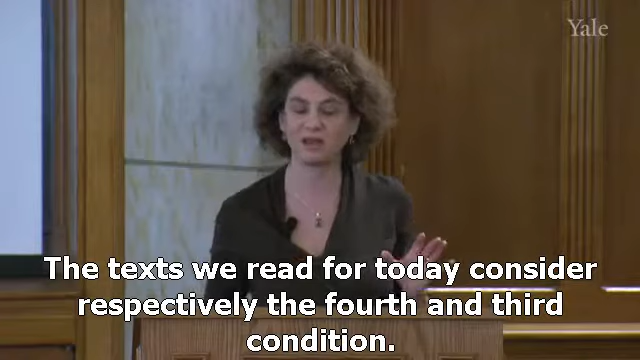 Yale
The texts we read for today consider
respectively the fourth and third
condition.